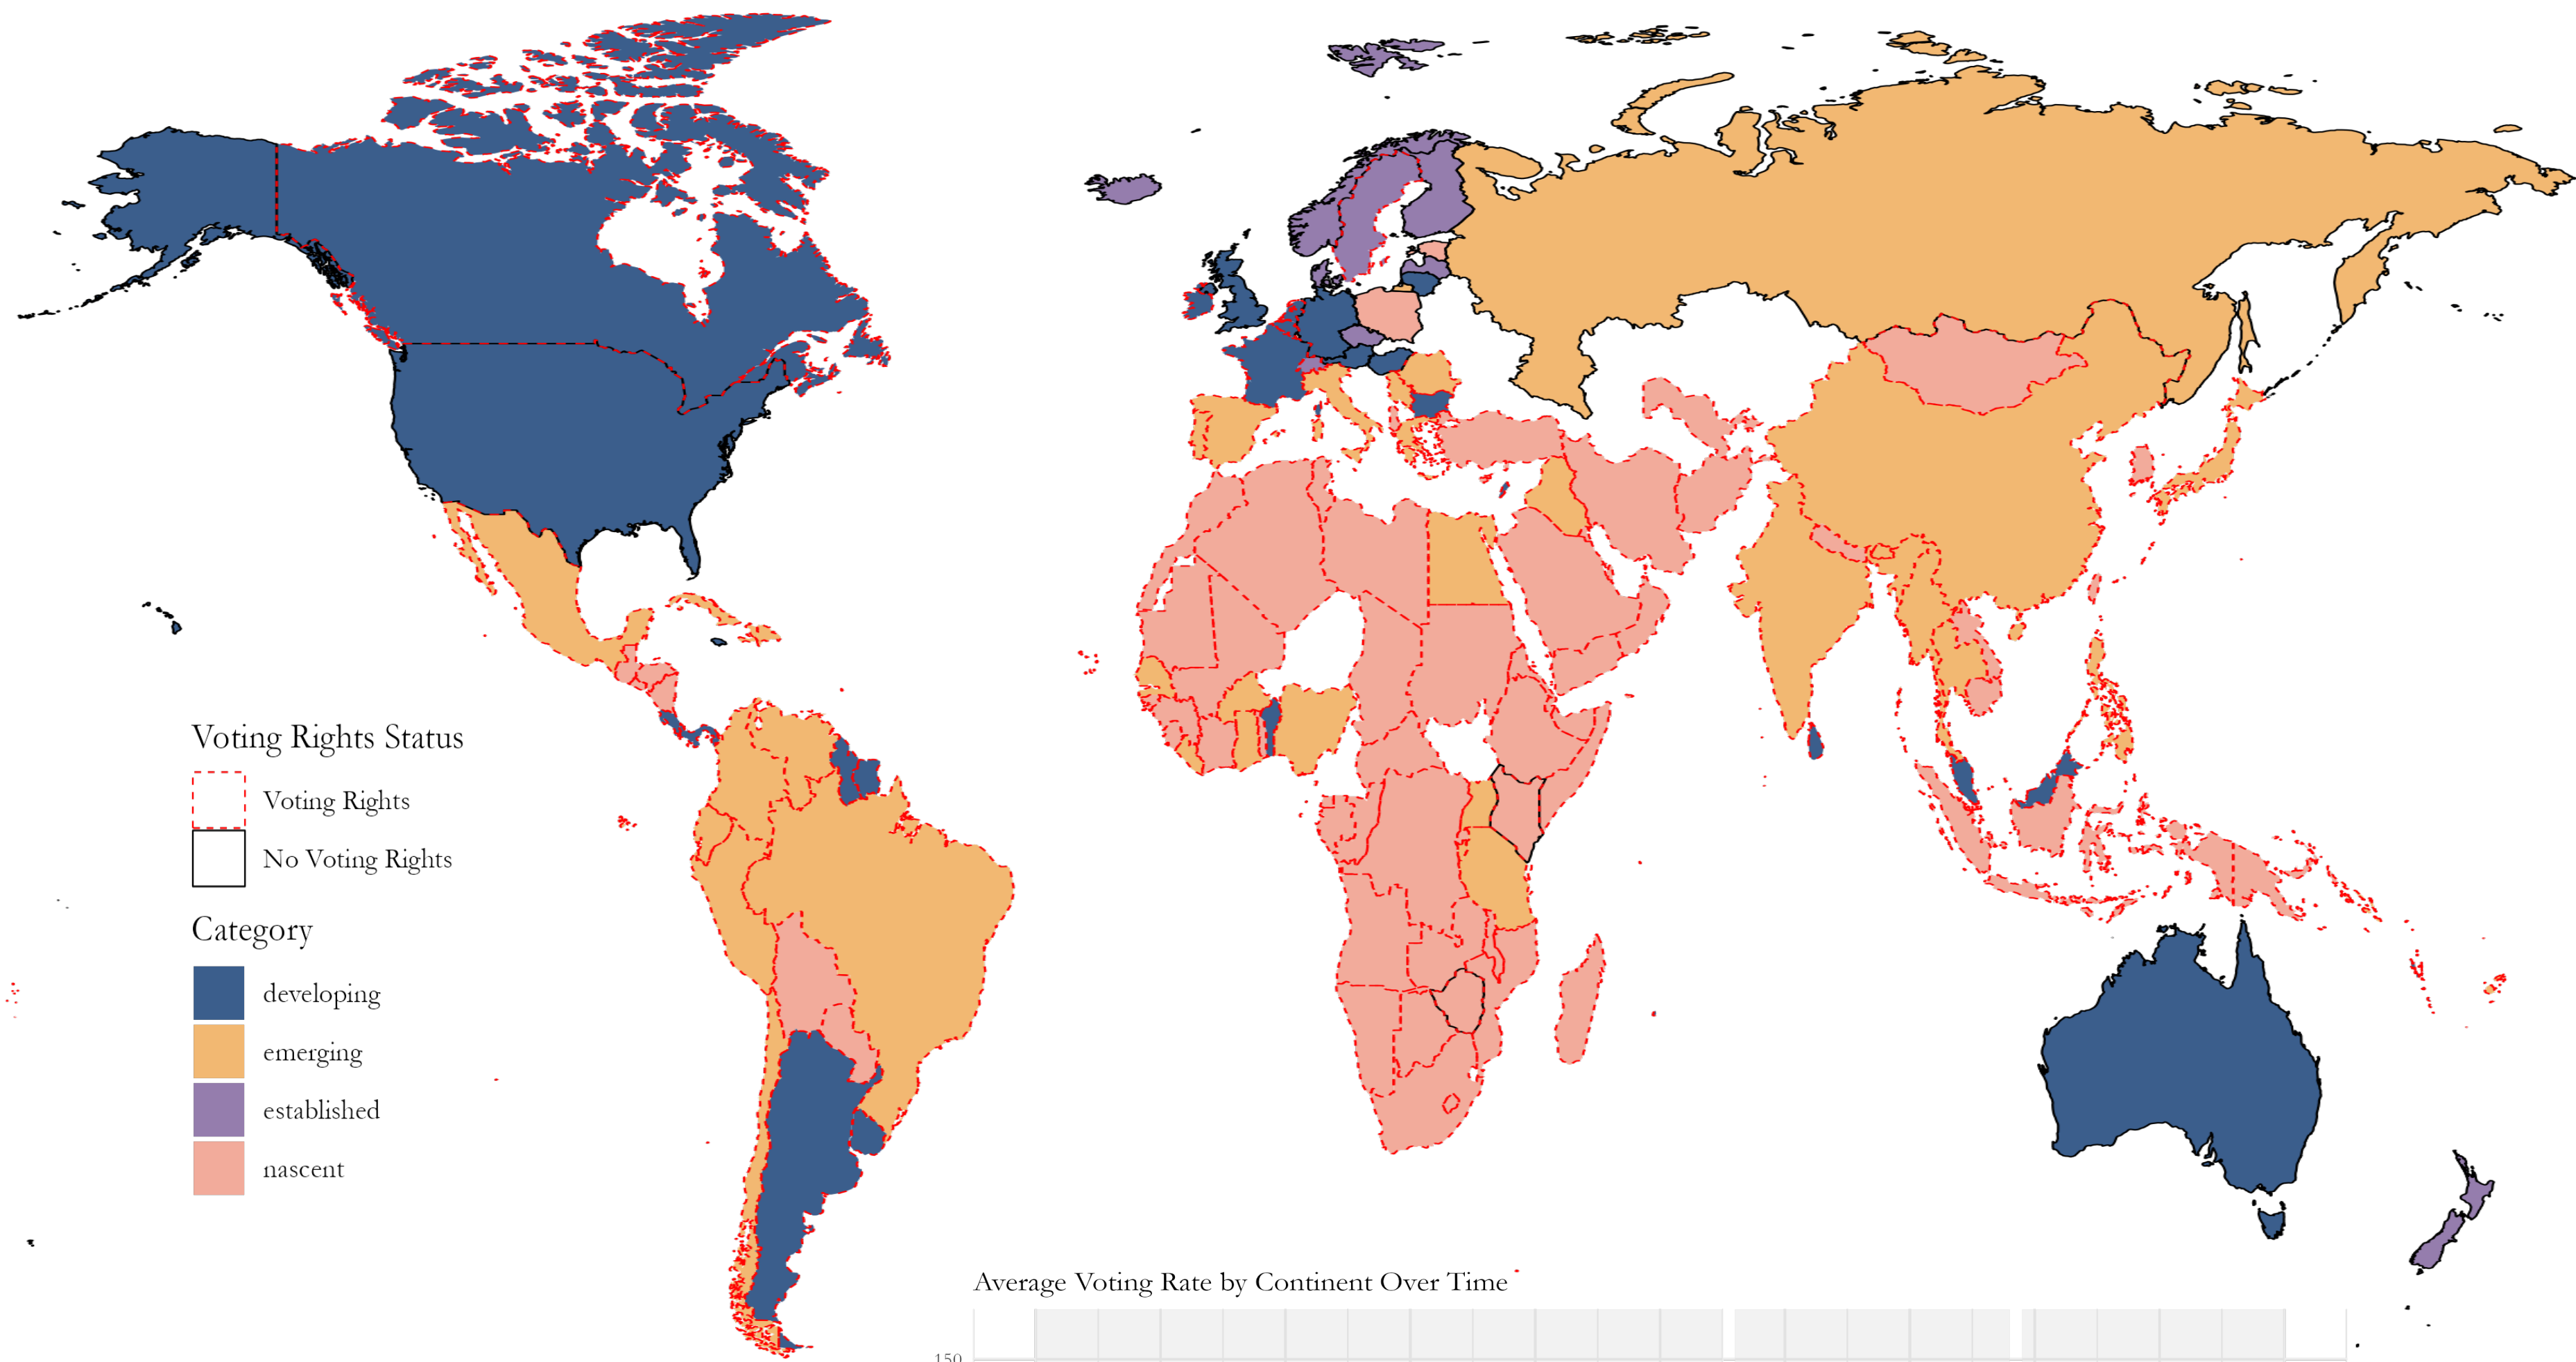 Voting Rights Status
Voting Rights
No Voting Rights
Category
developing
emerging
established
nascent
Average Voting Rate by Continent Over Time
150